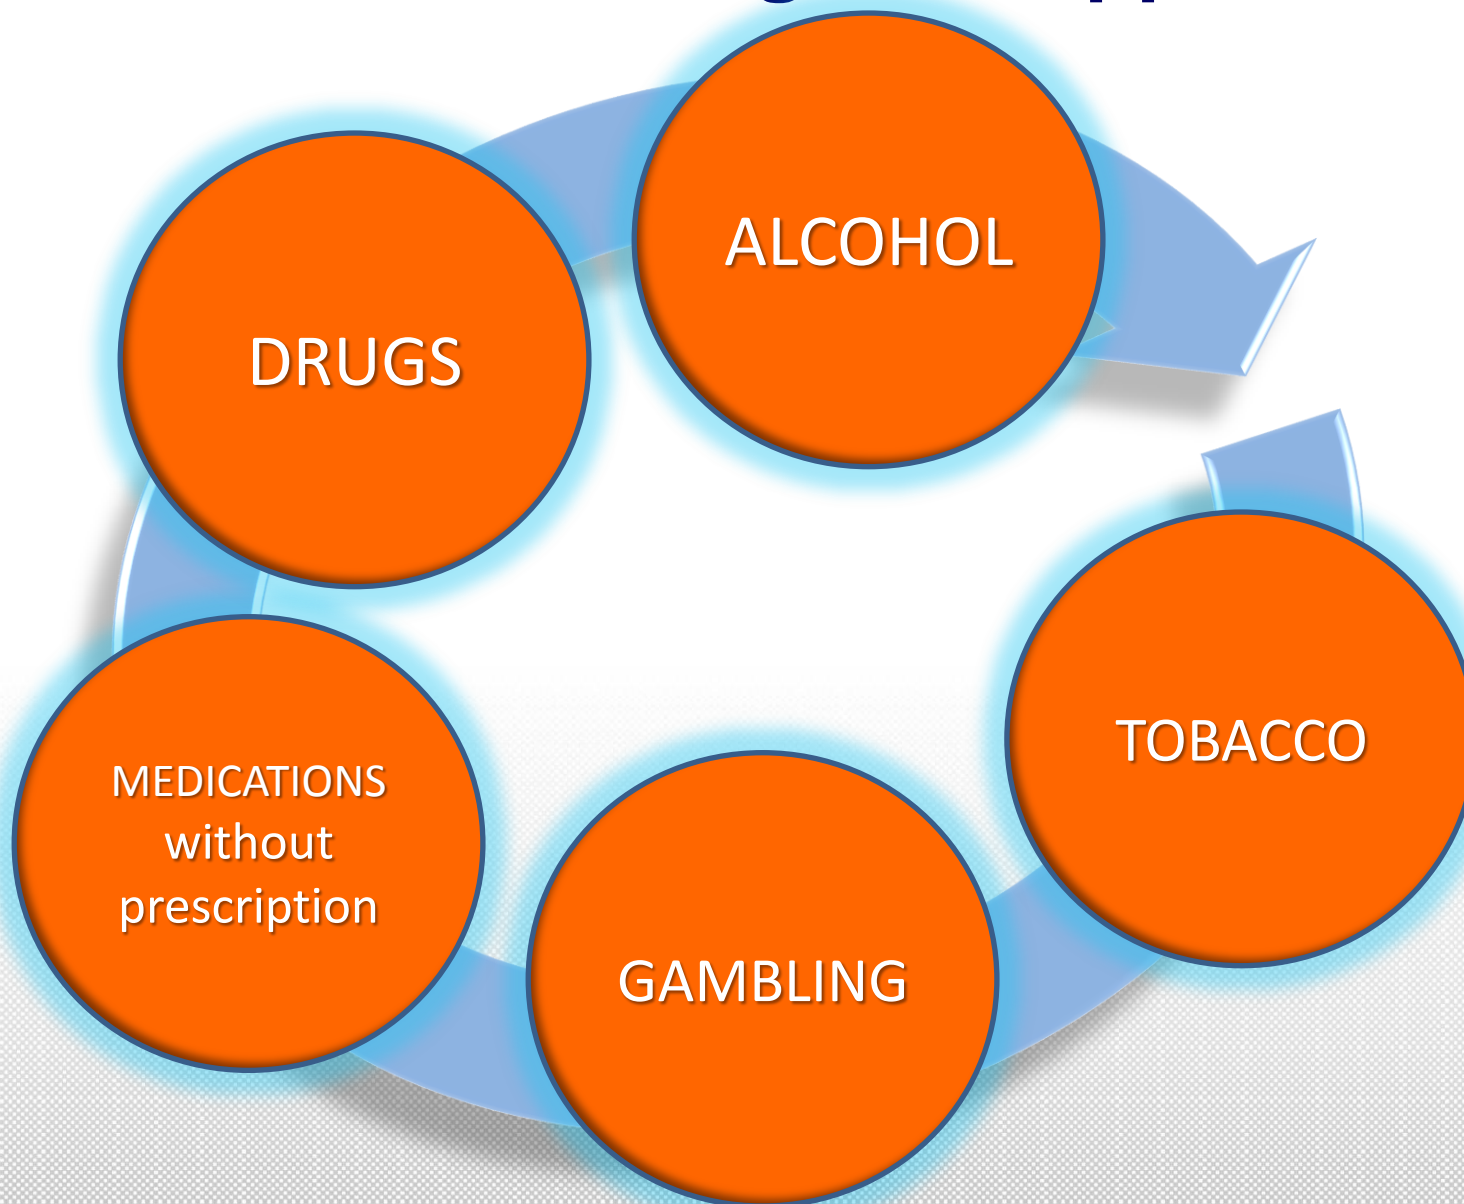 ALCOHOL
DRUGS
TOBACCO
MEDICATIONS
without
prescription
GAMBLING